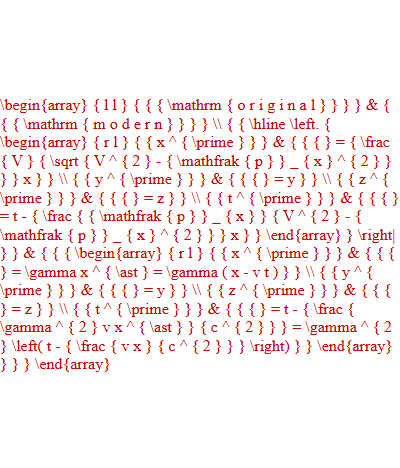 \begin{array} { l l } { { { \mathrm { o r i g i n a l } } } } & {
{ { \mathrm { m o d e r n } } } } \\ { { \hline \left. {
\begin{array} { r l } { { x ^ { \prime } } } & { { { } = { \frac
{ V } { \sqrt { V ^ { 2 } - { \mathfrak { p } } _ { x } ^ { 2 } }
} } x } } \\ { { y ^ { \prime } } } & { { { } = y } } \\ { { z ^ {
\prime } } } & { { { } = z } } \\ { { t ^ { \prime } } } & { { { }
= t - { \frac { { \mathfrak { p } } _ { x } } { V ^ { 2 } - {
\mathfrak { p } } _ { x } ^ { 2 } } } x } } \end{array} } \right|
} } & { { { \begin{array} { r l } { { x ^ { \prime } } } & { { { }
= \gamma x ^ { \ast } = \gamma ( x - v t ) } } \\ { { y ^ {
\prime } } } & { { { } = y } } \\ { { z ^ { \prime } } } & { { { }
= z } } \\ { { t ^ { \prime } } } & { { { } = t - { \frac {
\gamma ^ { 2 } v x ^ { \ast } } { c ^ { 2 } } } = \gamma ^ { 2
} \left( t - { \frac { v x } { c ^ { 2 } } } \right) } } \end{array}
} } } \end{array}